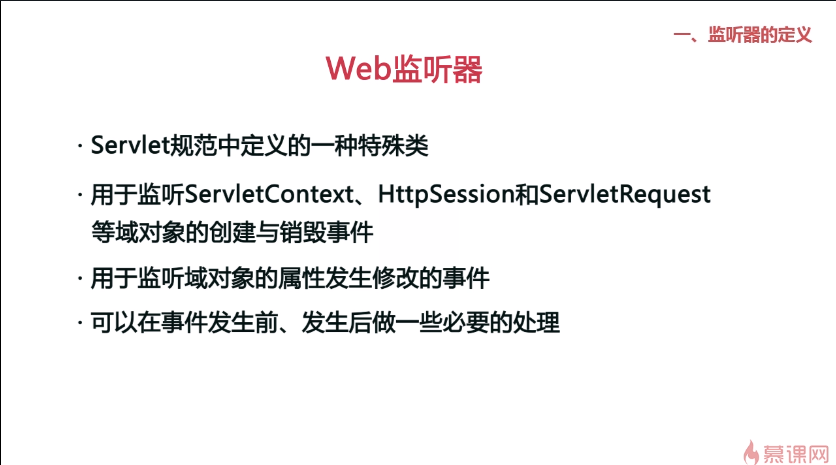 一、监听器的定义
Web监听器
· Servlet规范中定义的一种特殊类
· 用于监听ServletContext、HttpSession和ServletRequest
等域对象的创建与销毁事件
· 用于监听域对象的属性发生修改的事件
· 可以在事件发生前、发生后做一些必要的处理
慕课网